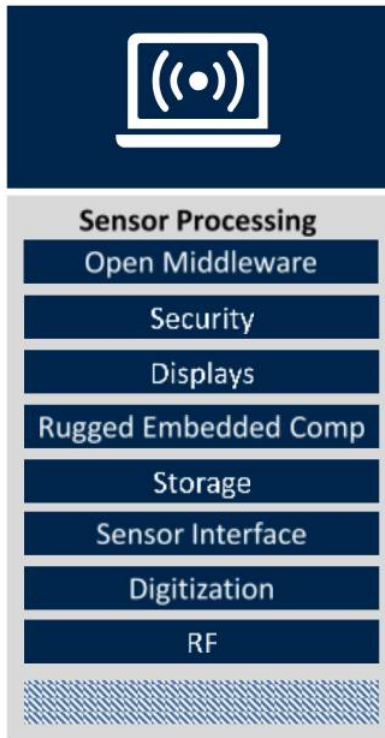 Sensor Processing
Open Middleware
Security
Displays
Rugged Embedded Comp
Storage
Sensor Interface
Digitization
RF